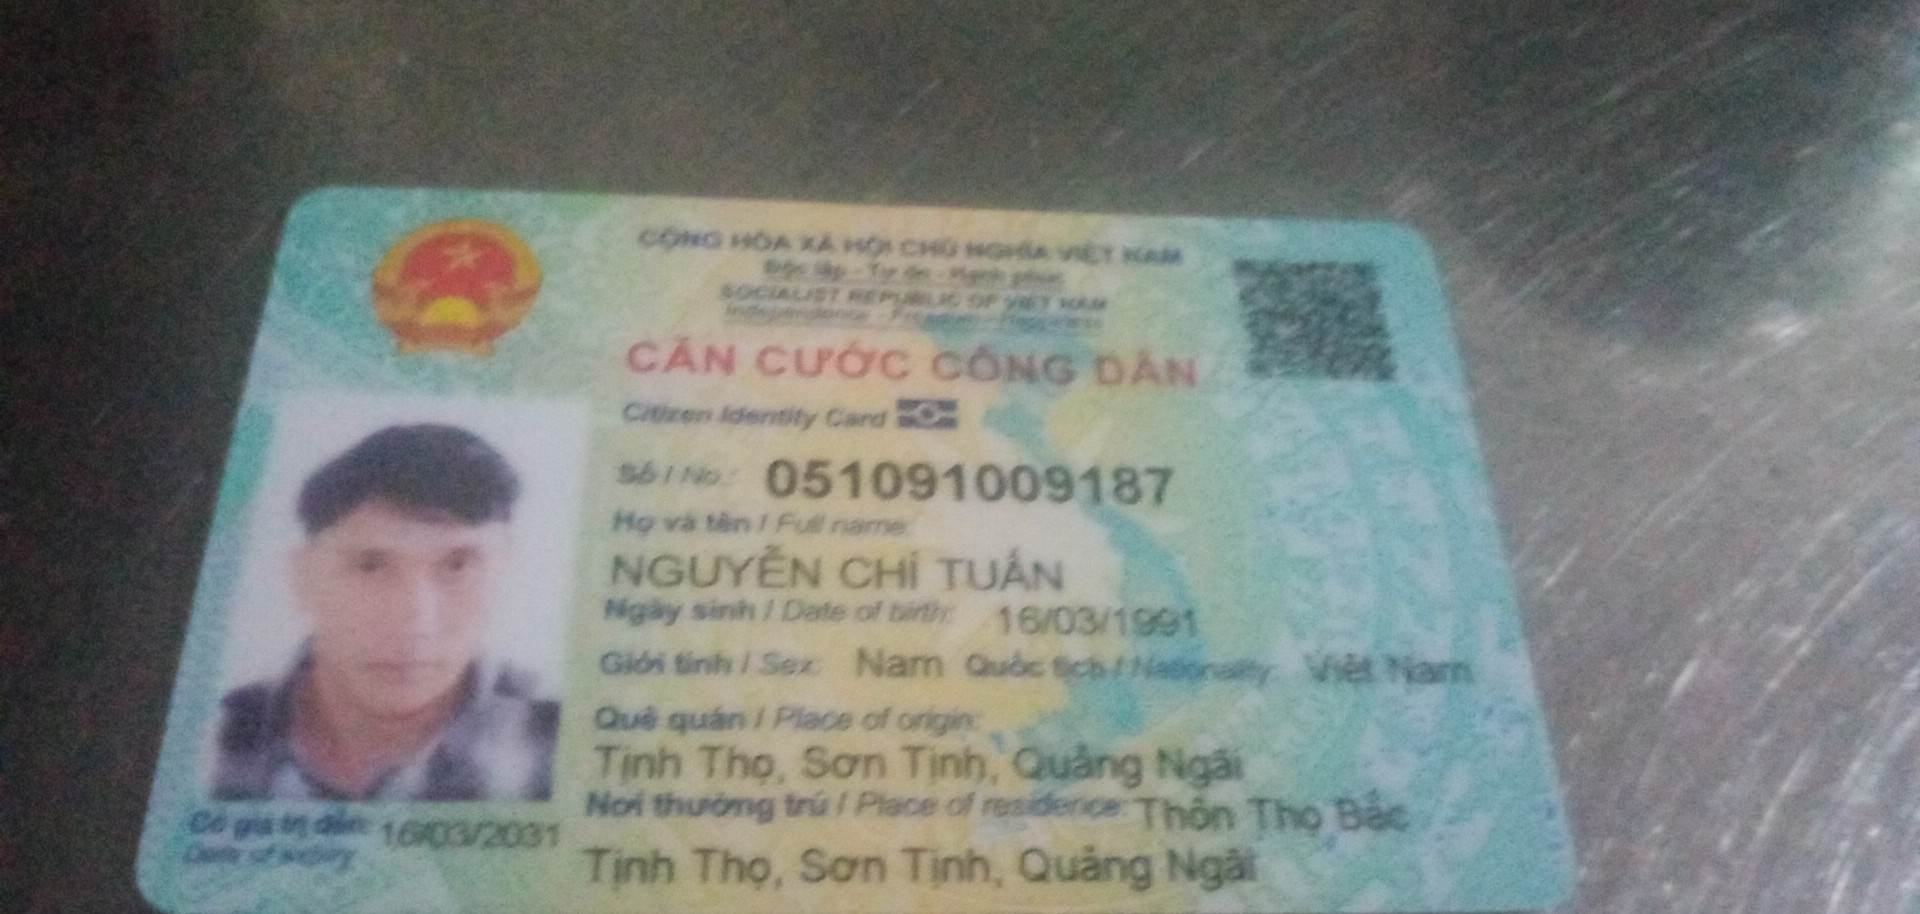 CỘNG HÒA XÃ HỘI CHỦ NGHĨA VIỆT NAM
Độc lập - Tự do - Hạnh phúc
SOCIALIST REPUBLIC OF VIET NAM
Independence - Freedom - Happiness
CĂN CƯỚC CÔNG DÂN
Citizen Identity Card
Số / No.: 051091009187
Họ và tên / Full name:
NGUYỄN CHÍ TUẤN
Ngày sinh / Date of birth: 16/03/1991
Giới tính / Sex: Nam Quốc tịch / Nationality: Việt Nam
Quê quán / Place of origin:
Tịnh Thọ, Sơn Tịnh, Quảng Ngãi
Nơi thường trú / Place of residence: Thôn Thọ Bắc
Tịnh Thọ, Sơn Tịnh, Quảng Ngãi
Có giá trị đến: 16/03/2031
Date of expiry